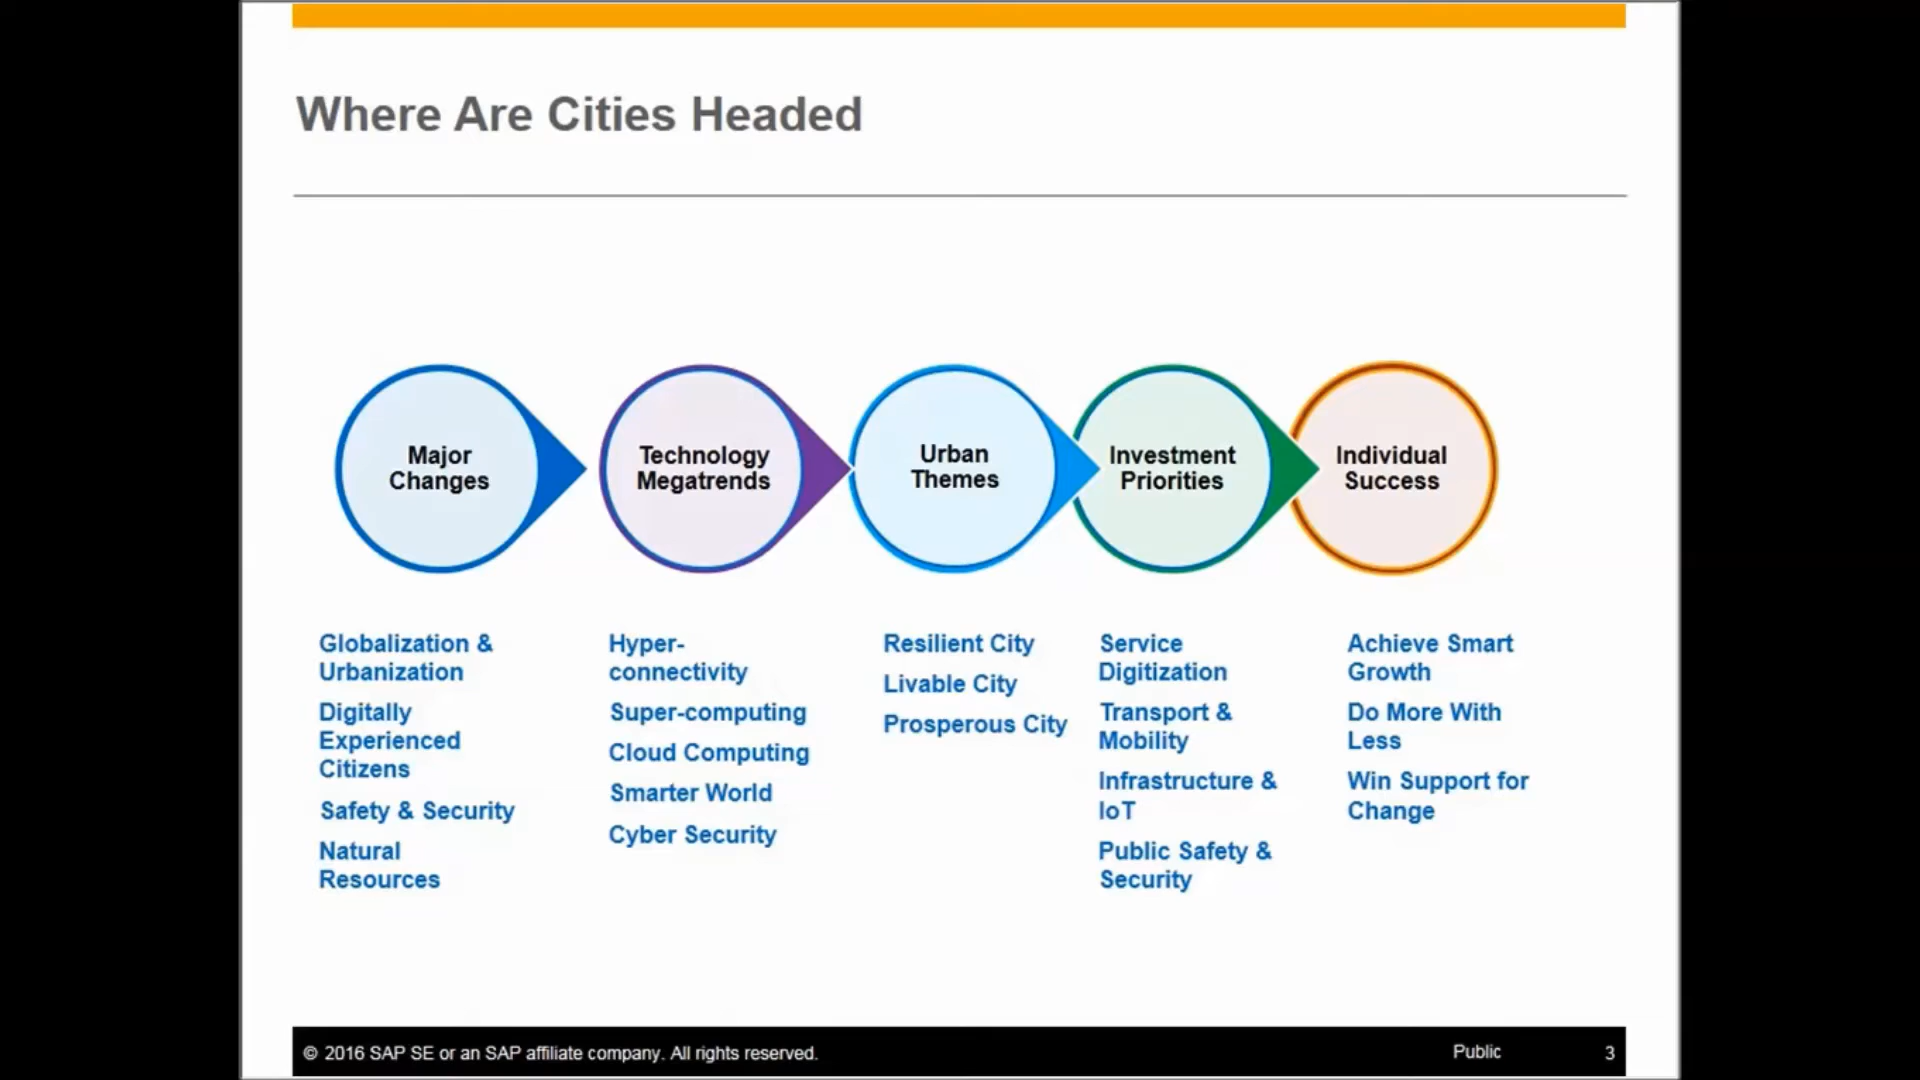 Where Are Cities Headed
Major
Changes
Technology
Megatrends
Urban
Themes
Investment
Priorities
Individual
Success
Globalization &
Urbanization
Digitally
Experienced
Citizens
Safety & Security
Natural
Resources
Hyper-
connectivity
Super-computing
Cloud Computing
Smarter World
Cyber Security
Resilient City
Livable City
Prosperous City
Service
Digitization
Transport &
Mobility
Infrastructure &
IoT
Public Safety &
Security
Achieve Smart
Growth
Do More With
Less
Win Support for
Change
© 2016 SAP SE or an SAP affiliate company. All rights reserved.
Public
3